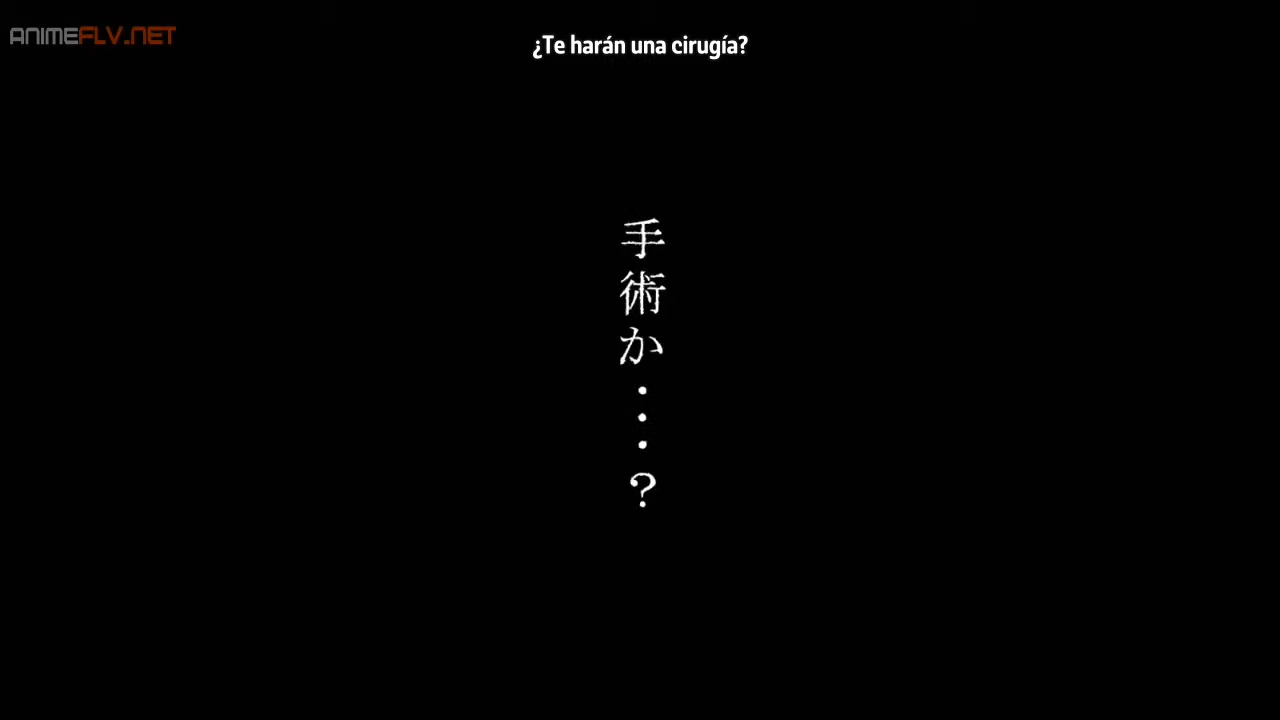 ANIMEFLV.NET
¿Te harán una cirugía?
手術か…?